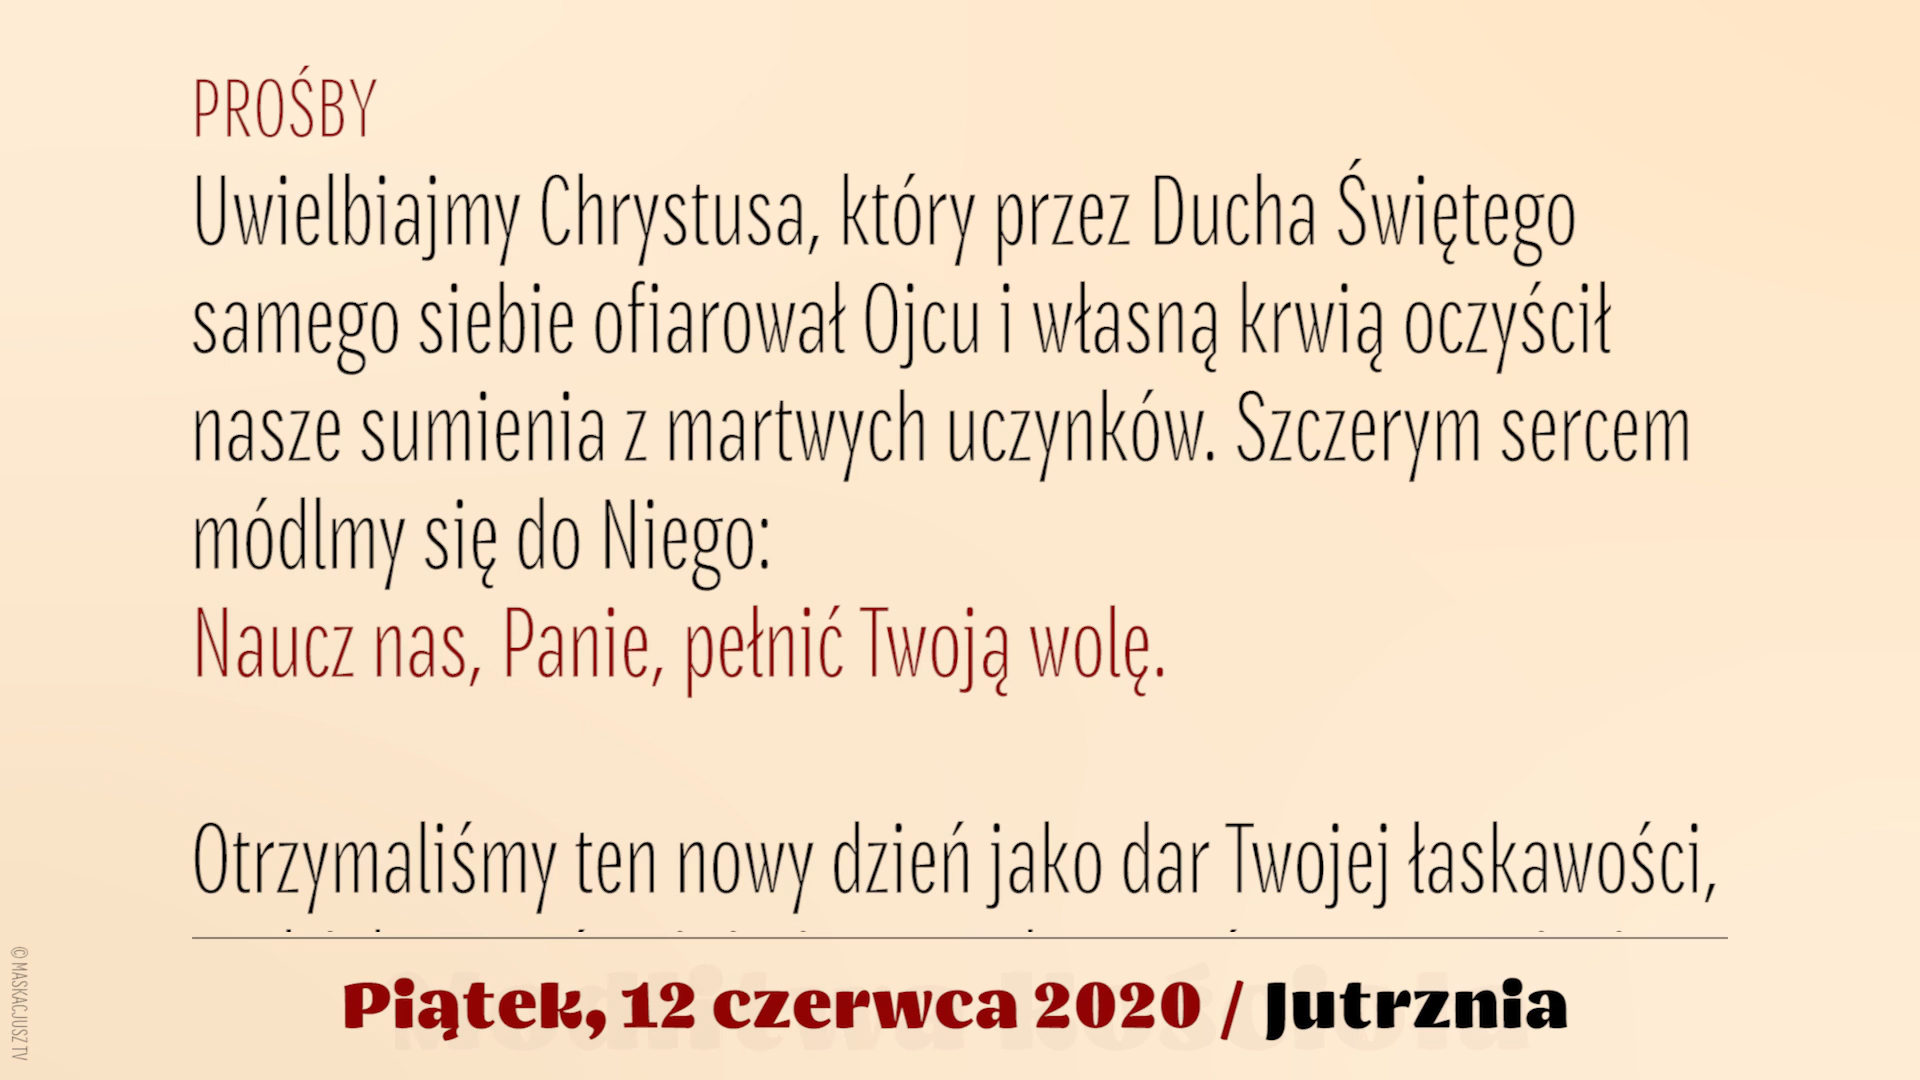 PROŚBY
Uwielbiajmy Chrystusa, który przez Ducha Świętego
samego siebie ofiarował Ojcu i własną krwią oczyścił
nasze sumienia z martwych uczynków. Szczerym sercem
módlmy się do Niego:
Naucz nas, Panie, pełnić Twoją wolę.
Otrzymaliśmy ten nowy dzień jako dar Twojej łaskawości,
Piątek, 12 czerwca 2020 / Jutrznia
© MASKACJUSZ TV